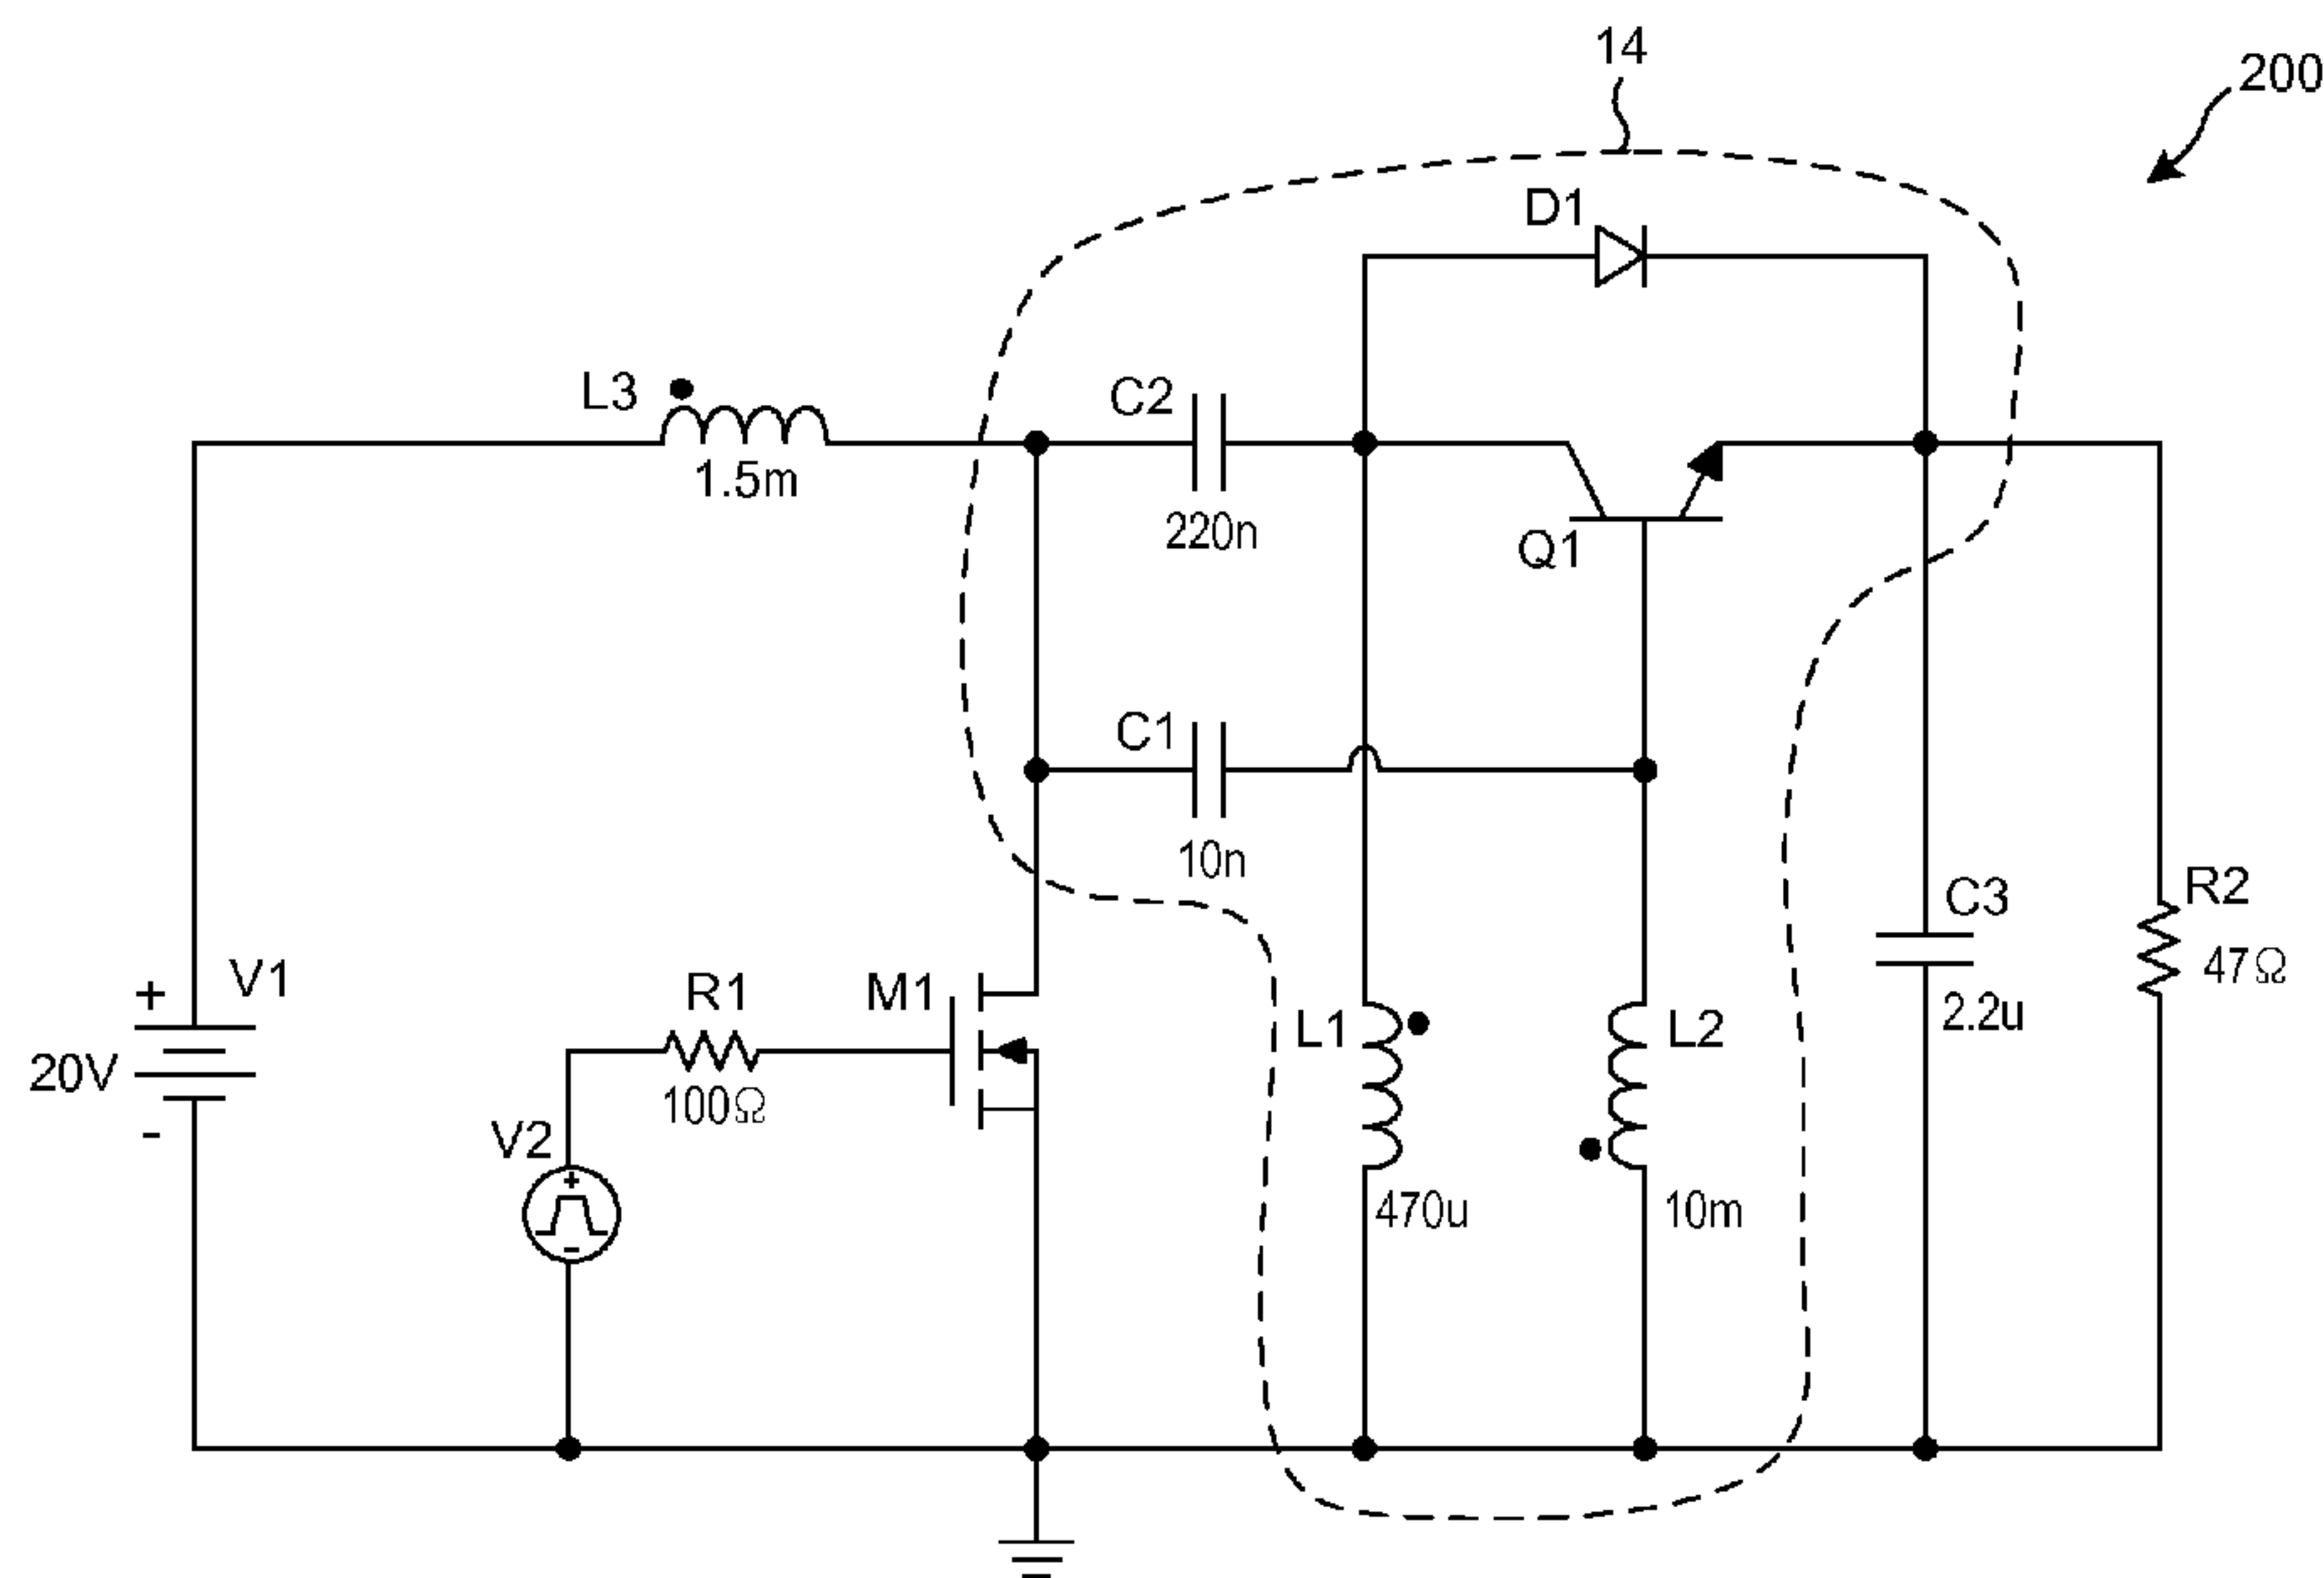 14
200
D1
L3
1.5m
C2
220n
Q1
C1
10n
+
V1
20V
-
R1
100Ω
M1
V2
+
-
L1
470u
L2
10m
C3
2.2u
R2
47Ω